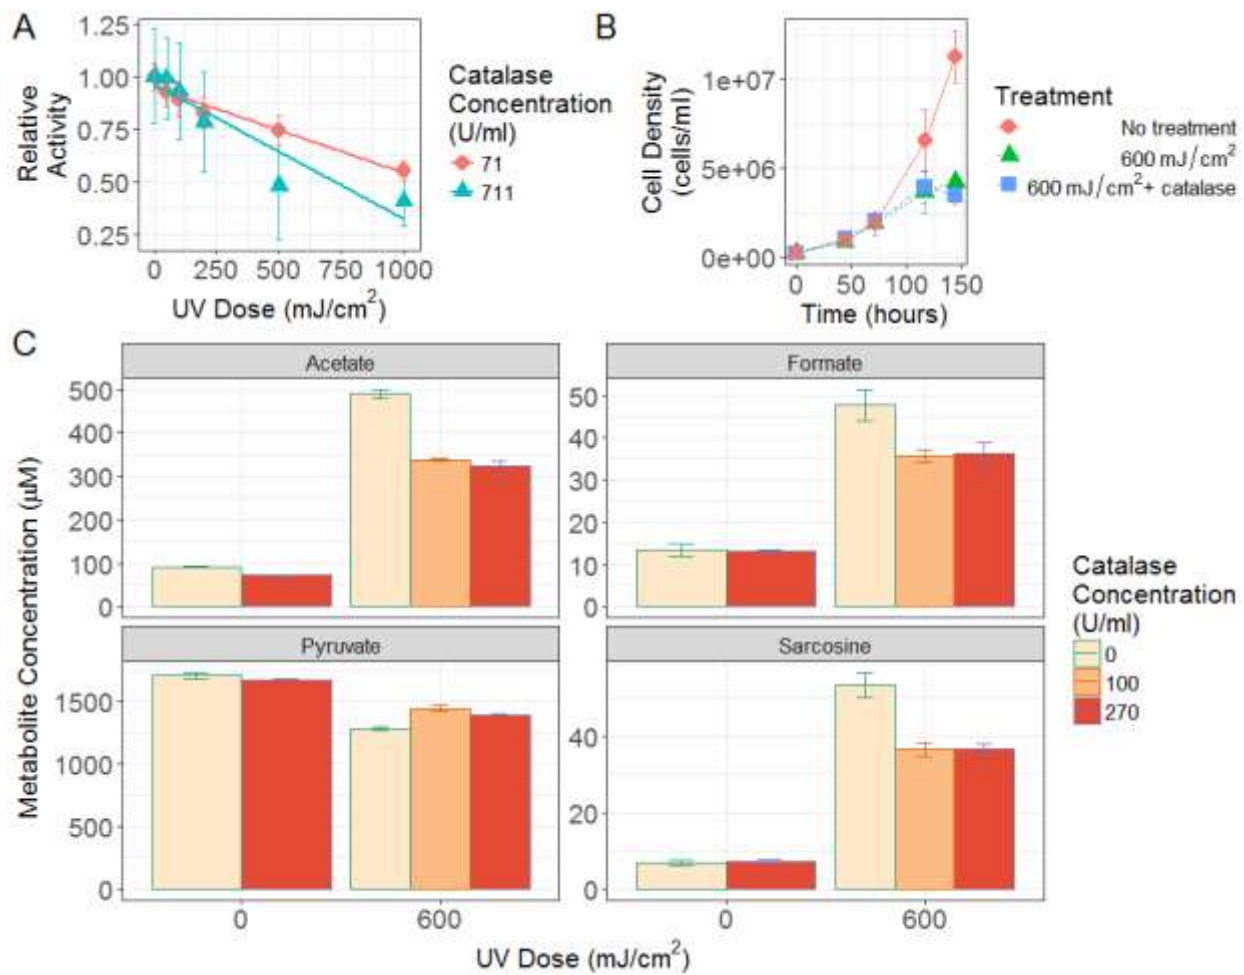 A
1.25
1.00
0.75
0.50
0.25
Relative
Activity
0 250 500 750 1000
UV Dose (mJ/cm²)
Catalase
Concentration
(U/ml)
71
711
B
1e+07
5e+06
0e+00
Cell Density
(cells/ml)
0 50 100 150
Time (hours)
Treatment
No treatment
600 mJ/cm²
600 mJ/cm²+ catalase
C
Metabolite Concentration (µM)
Acetate
500
400
300
200
100
0
Formate
50
40
30
20
10
0
Pyruvate
1500
1000
500
0
Sarcosine
40
20
0
0 600
0 600
UV Dose (mJ/cm²)
Catalase
Concentration
(U/ml)
0
100
270